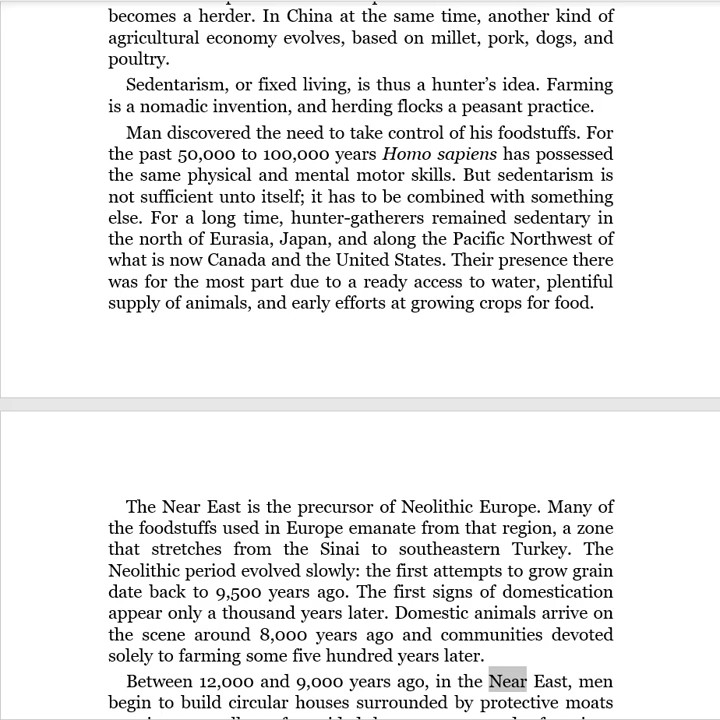 becomes a herder. In China at the same time, another kind of
agricultural economy evolves, based on millet, pork, dogs, and
poultry.
Sedentarism, or fixed living, is thus a hunter’s idea. Farming
is a nomadic invention, and herding flocks a peasant practice.
Man discovered the need to take control of his foodstuffs. For
the past 50,000 to 100,000 years Homo sapiens has possessed
the same physical and mental motor skills. But sedentarism is
not sufficient unto itself; it has to be combined with something
else. For a long time, hunter-gatherers remained sedentary in
the north of Eurasia, Japan, and along the Pacific Northwest of
what is now Canada and the United States. Their presence there
was for the most part due to a ready access to water, plentiful
supply of animals, and early efforts at growing crops for food.
The Near East is the precursor of Neolithic Europe. Many of
the foodstuffs used in Europe emanate from that region, a zone
that stretches from the Sinai to southeastern Turkey. The
Neolithic period evolved slowly: the first attempts to grow grain
date back to 9,500 years ago. The first signs of domestication
appear only a thousand years later. Domestic animals arrive on
the scene around 8,000 years ago and communities devoted
solely to farming some five hundred years later.
Between 12,000 and 9,000 years ago, in the Near East, men
begin to build circular houses surrounded by protective moats